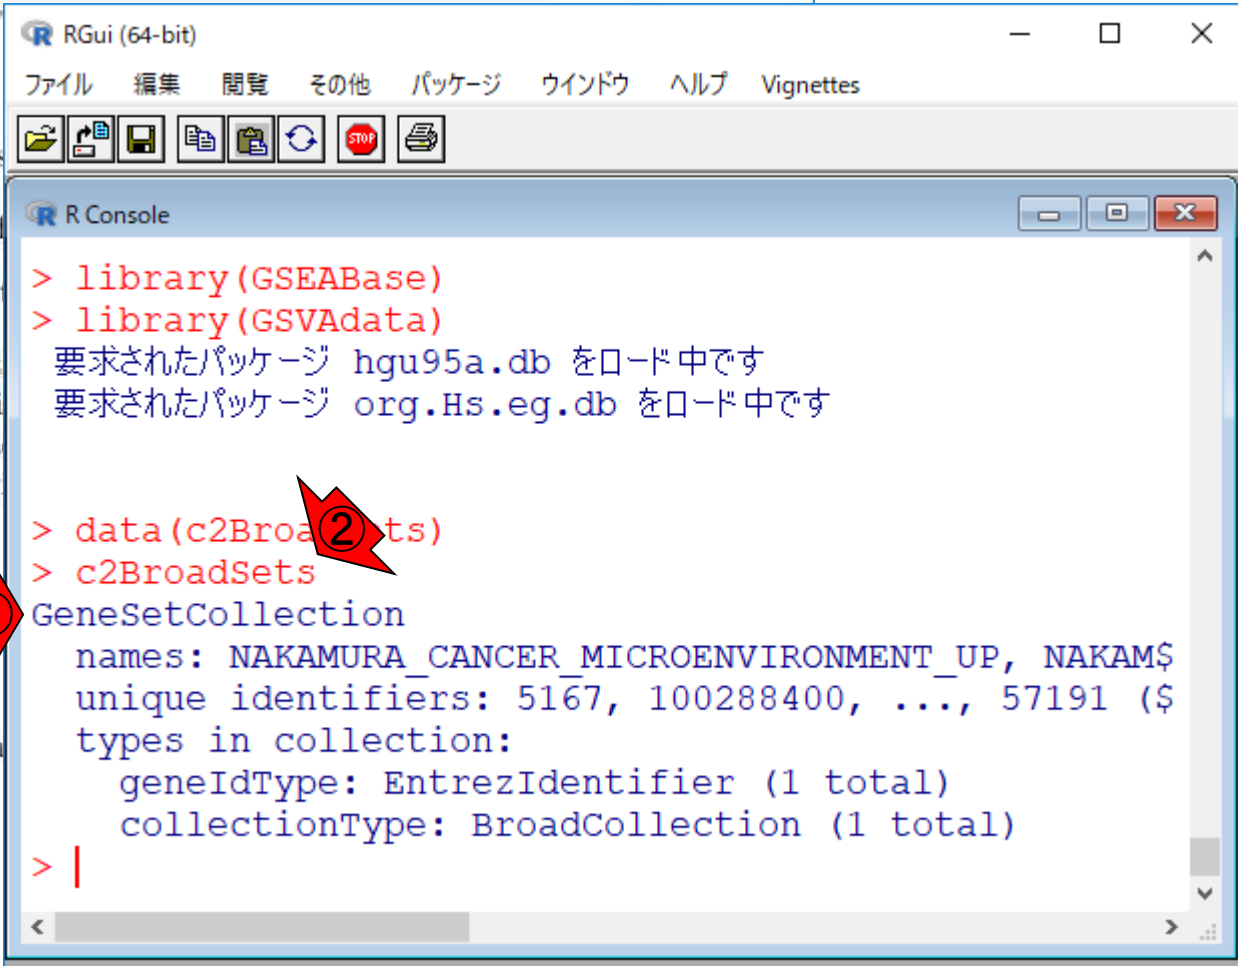 RGui (64-bit)
ファイル 編集 閲覧 その他 パッケージ ウインドウ ヘルプ Vignettes
STOP
R Console
> library(GSEABase)
> library(GSVAdata)
要求されたパッケージ hgu95a.db をロード中です
要求されたパッケージ org.Hs.eg.db をロード中です
> data(c2Broa ts)
②
> c2BroadSets
GeneSetCollection
names: NAKAMURA_CANCER_MICROENVIRONMENT_UP, NAKAM$
unique identifiers: 5167, 100288400, ..., 57191 ($
types in collection:
geneIdType: EntrezIdentifier (1 total)
collectionType: BroadCollection (1 total)
>